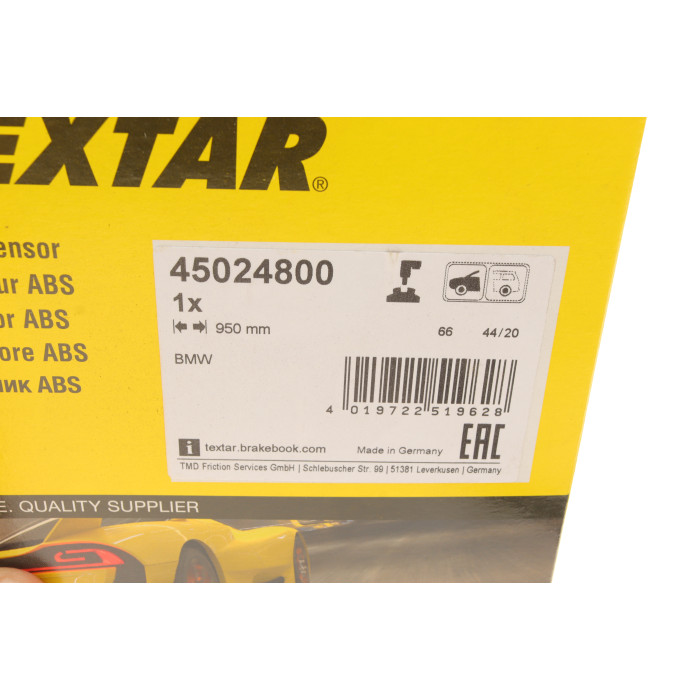 EXTAR®
ensor
ur ABS
or ABS
ore ABS
ик ABS
45024800
1x
950 mm
66 44/20
BMW
4 019722 519628
i textar.brakebook.com Made in Germany EAC
TMD Friction Services GmbH | Schlebuscher Str. 99 | 51381 Leverkusen | Germany
E. QUALITY SUPPLIER